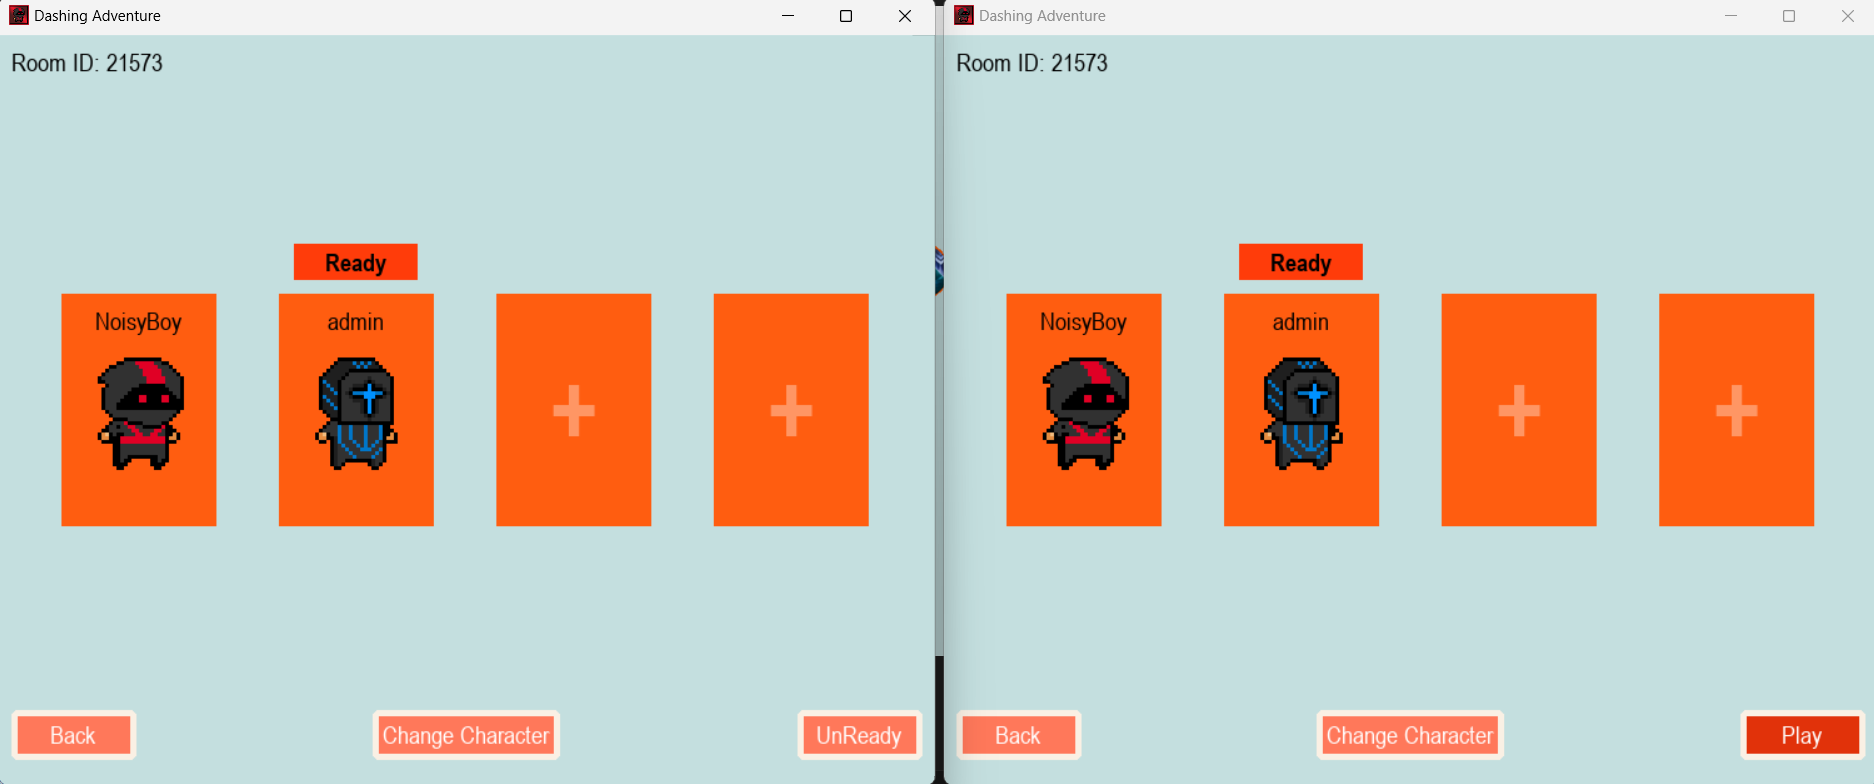 Dashing Adventure
Room ID: 21573
Ready
NoisyBoy
admin
Back
Change Character
UnReady
Dashing Adventure
Room ID: 21573
Ready
NoisyBoy
admin
Back
Change Character
Play